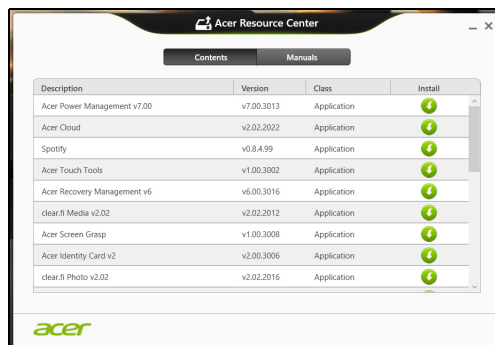 Acer Resource Center
Contents Manuals
Description Version Class Install
Acer Power Management v7.00 v7.00.3013 Application
Acer Cloud v2.02.2022 Application
Spotify v0.8.4.99 Application
Acer Touch Tools v1.00.3002 Application
Acer Recovery Management v6 v6.00.3016 Application
clear.fi Media v2.02 v2.02.2012 Application
Acer Screen Grasp v1.00.3008 Application
Acer Identity Card v2 v2.00.3006 Application
clear.fi Photo v2.02 v2.02.2016 Application
acer